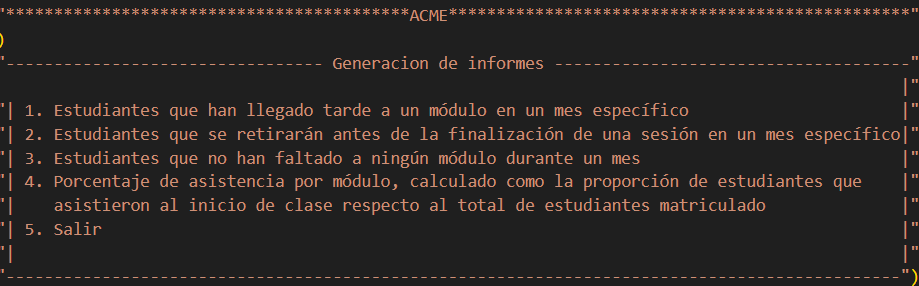 "******************************************ACME************************************************"
)
"--------------------------------- Generacion de informes -------------------------------------"
|"
"| 1. Estudiantes que han llegado tarde a un módulo en un mes específico |"
"| 2. Estudiantes que se retirarán antes de la finalización de una sesión en un mes específico|"
"| 3. Estudiantes que no han faltado a ningún módulo durante un mes |"
"| 4. Porcentaje de asistencia por módulo, calculado como la proporción de estudiantes que |"
"| asistieron al inicio de clase respecto al total de estudiantes matriculado |"
"| 5. Salir |"
"| |"
"---------------------------------------------------------------------------------------------")